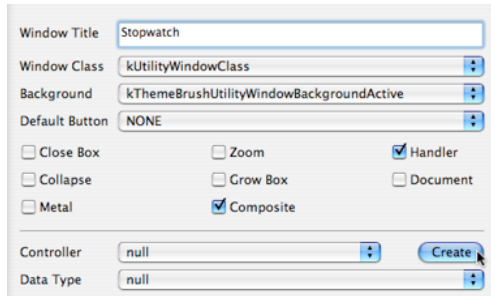 Window Title Stopwatch
Window Class kUtilityWindowClass
Background kThemeBrushUtilityWindowBackgroundActive
Default Button NONE
Close Box Zoom Handler
Collapse Grow Box Document
Metal Composite
Controller null Create
Data Type null